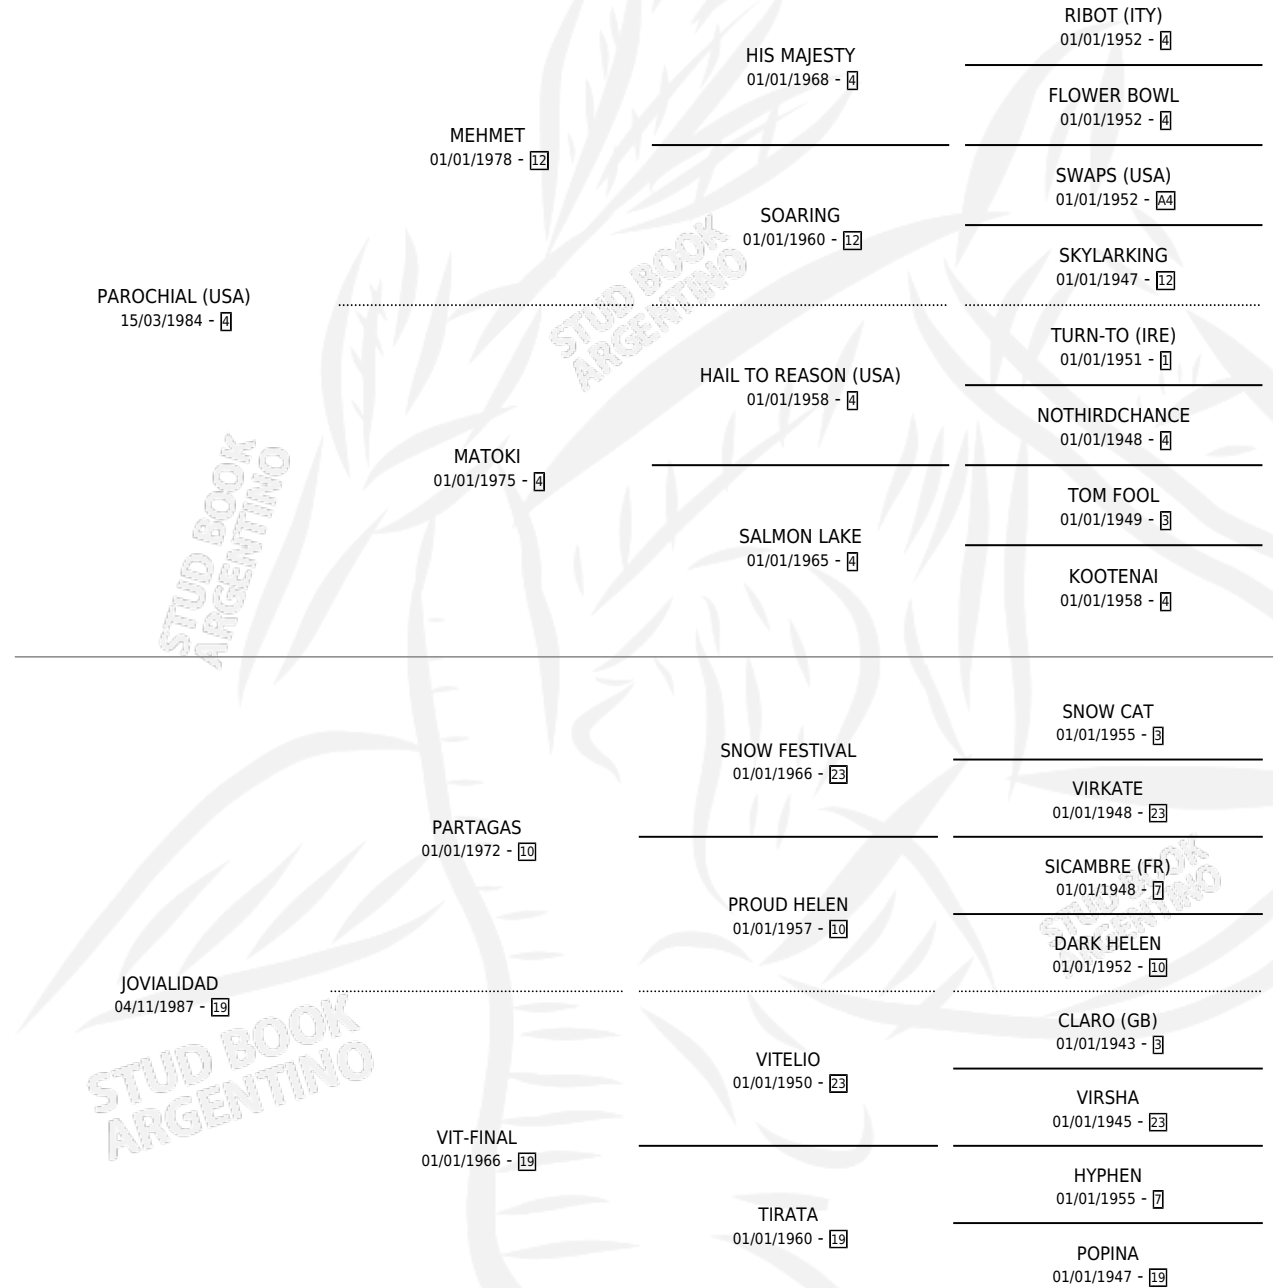 RIBOT (ITY)
01/01/1952 - 4
HIS MAJESTY
01/01/1968 - 4
FLOWER BOWL
01/01/1952 - 4
MEHMET
01/01/1978 - 12
SWAPS (USA)
01/01/1952 - A4
SOARING
01/01/1960 - 12
SKYLARKING
01/01/1947 - 12
PAROCHIAL (USA)
15/03/1984 - 4
STUD BOOK
ARGENTINO
TURN-TO (IRE)
01/01/1951 - 1
HAIL TO REASON (USA)
01/01/1958 - 4
NOTHIRDCHANCE
01/01/1948 - 4
MATOKI
01/01/1975 - 4
TOM FOOL
01/01/1949 - 3
SALMON LAKE
01/01/1965 - 4
KOOTENAI
01/01/1958 - 4
STUD BOOK
ARGENTINO
SNOW CAT
01/01/1955 - 3
SNOW FESTIVAL
01/01/1966 - 23
VIRKATE
01/01/1948 - 23
PARTAGAS
01/01/1972 - 10
SICAMBRE (FR)
01/01/1948 - 7
PROUD HELEN
01/01/1957 - 10
STUD BOOK
ARGENTINO
DARK HELEN
01/01/1952 - 10
JOVIALIDAD
04/11/1987 - 19
CLARO (GB)
01/01/1943 - 3
STUD BOOK
ARGENTINO
VITELIO
01/01/1950 - 23
VIRSHA
01/01/1945 - 23
VIT-FINAL
01/01/1966 - 19
HYPHEN
01/01/1955 - 7
TIRATA
01/01/1960 - 19
POPINA
01/01/1947 - 19